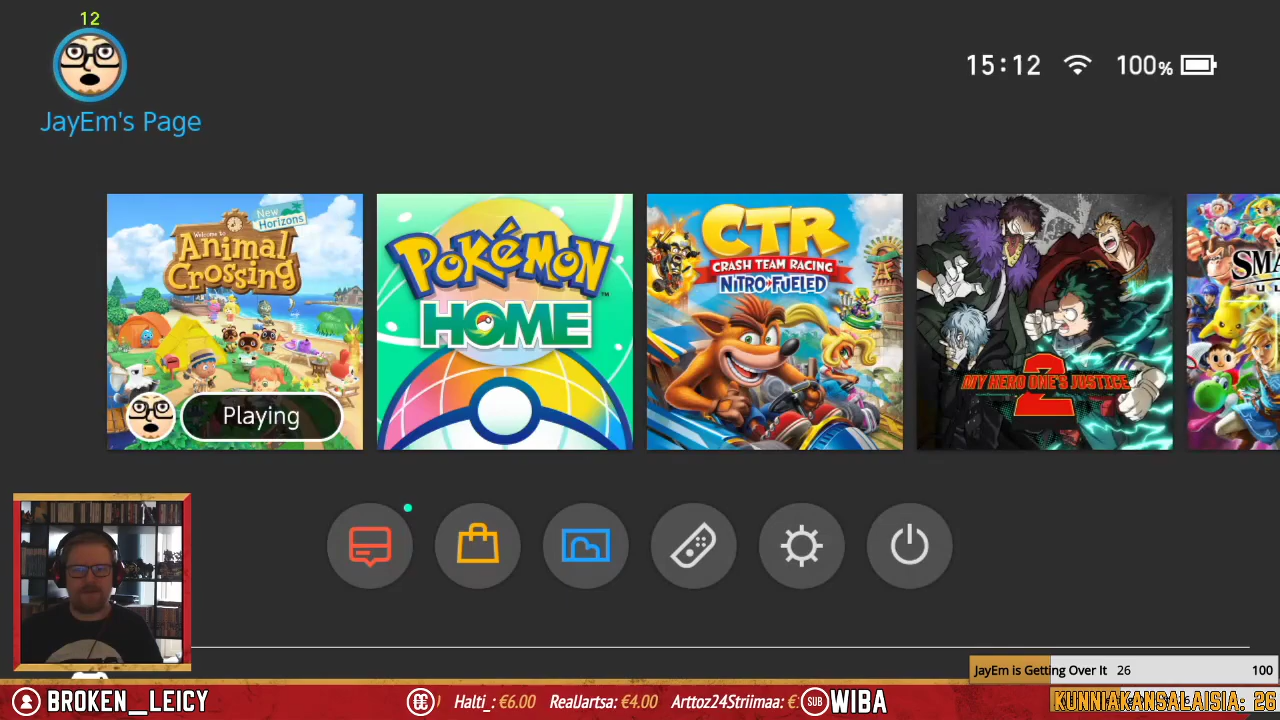 12
JayEm's Page
15:12
100%
Welcome to
New Horizons
Animal
Crossing
Playing
POKÉMON™
HOME
CTR
CRASH TEAM RACING
NITRO-FUELED
MY HERO ONE'S JUSTICE
2
JayEm is Getting Over It 26
100
BROKEN_LEICY
Halti_: €6.00 RealUartsa: €4.00 Arttoz24Striimaa: €
SUB WIBA
KUNNIAKANSALAISIA: 26